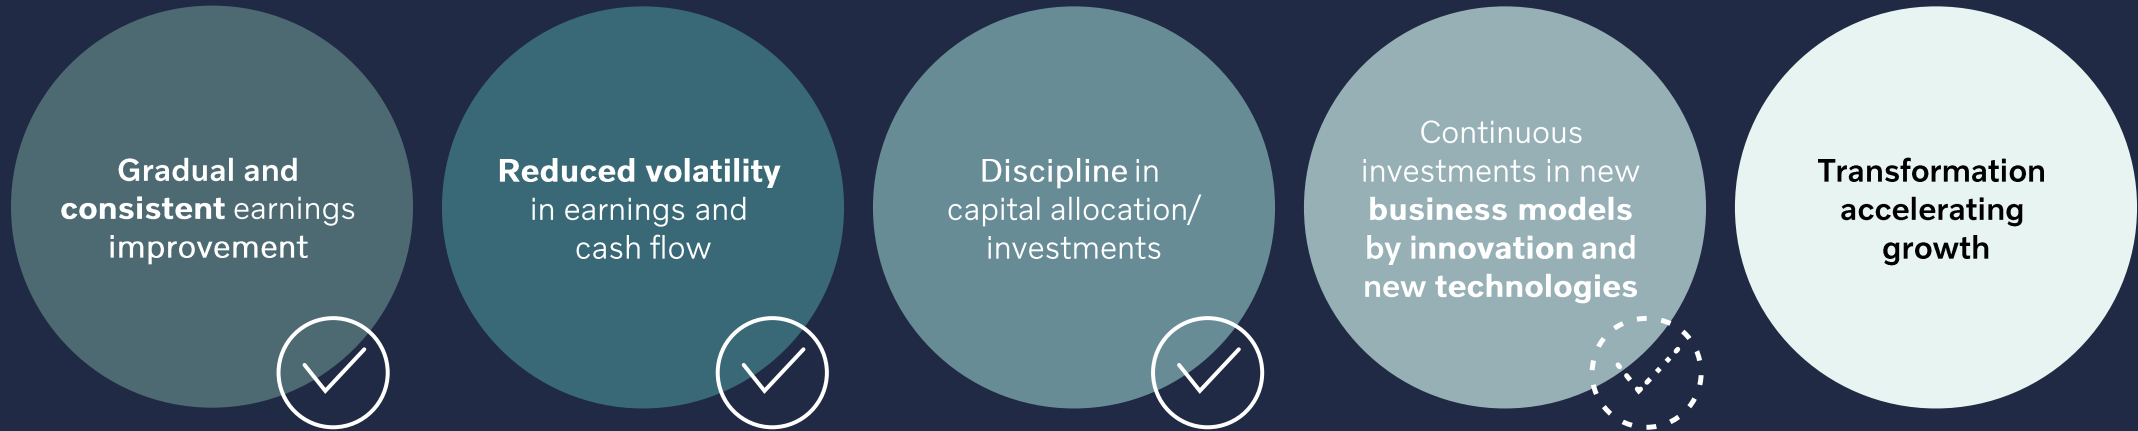 Gradual and
consistent earnings
improvement
Reduced volatility
in earnings and
cash flow
Discipline in
capital allocation/
investments
Continuous
investments in new
business models
by innovation and
new technologies
Transformation
accelerating
growth